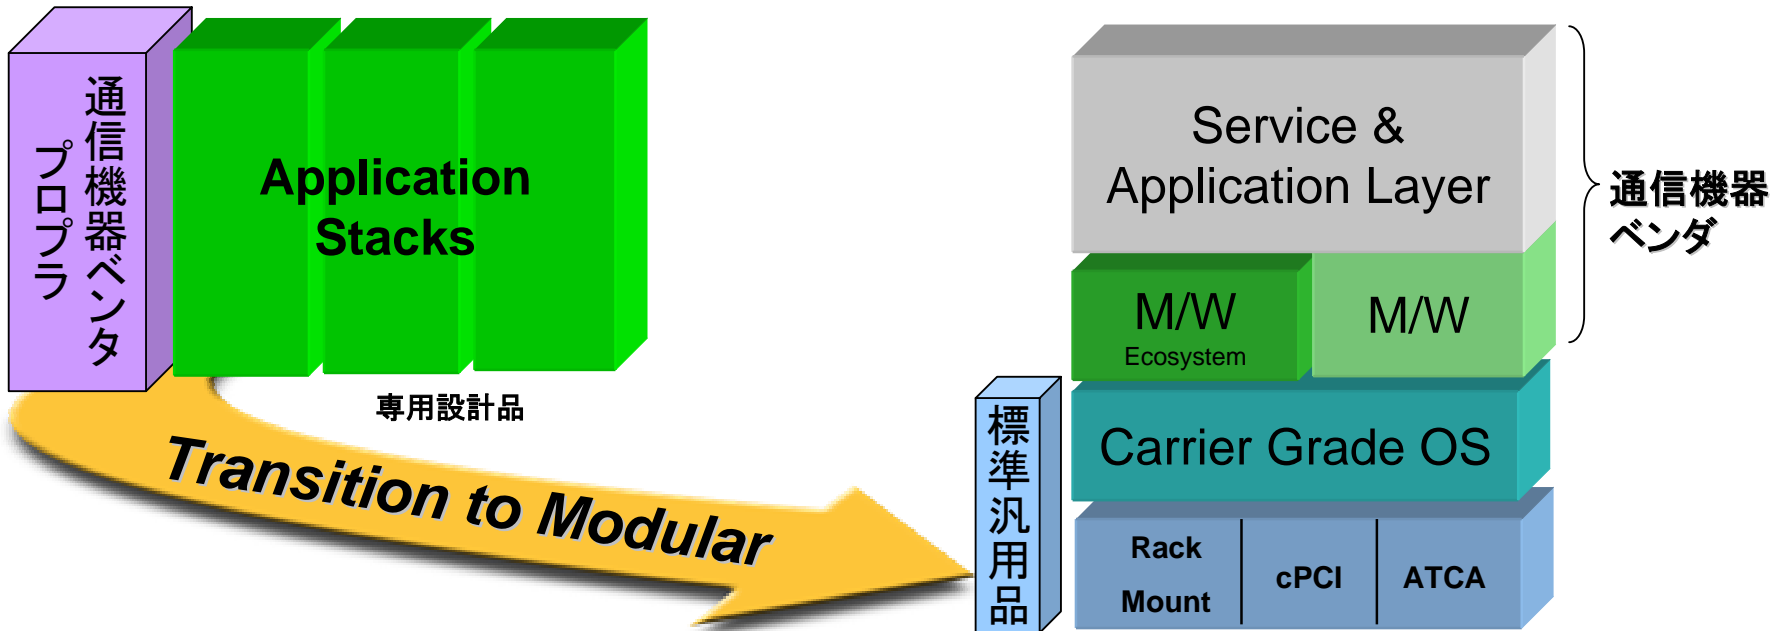 通信機器ベンタ
プロプラ
Application
Stacks
専用設計品
Transition to Modular
標準汎用品
Service &
Application Layer
M/W
Ecosystem
M/W
Carrier Grade OS
Rack
Mount
cPCI
ATCA
通信機器
ベンダ